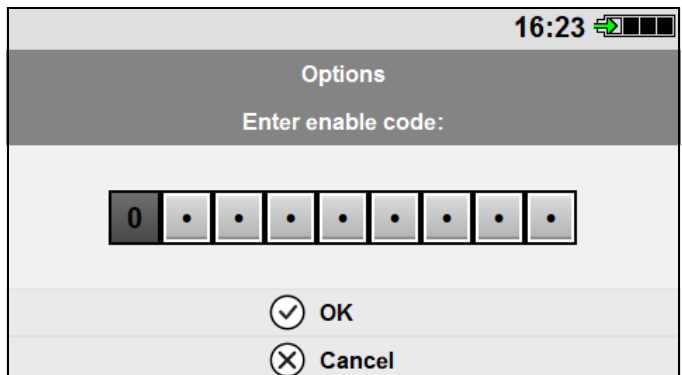 16:23
Options
Enter enable code:
0 • • • • • • • •
OK
Cancel